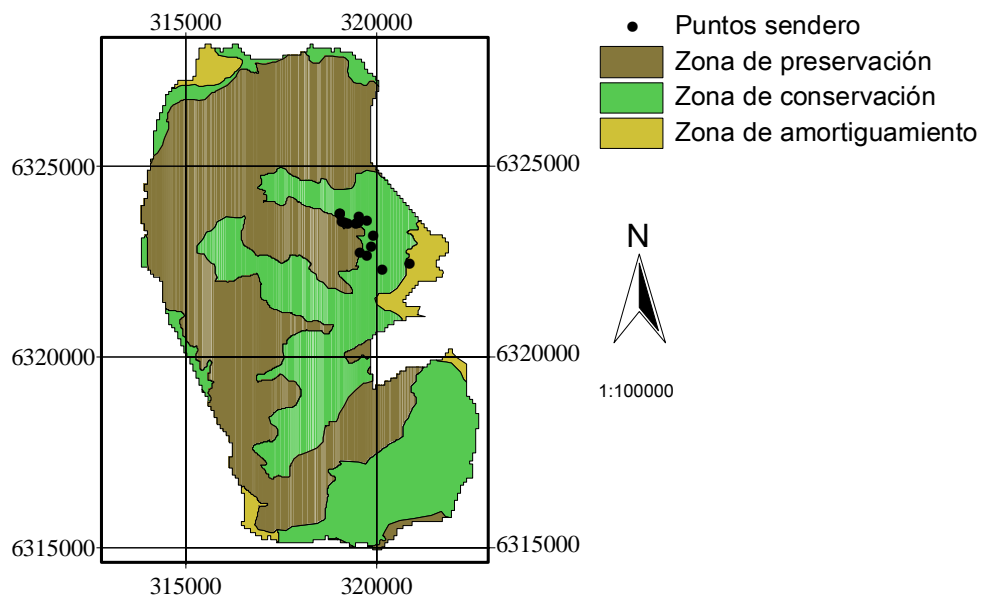 315000 320000
Puntos sendero
Zona de preservación
Zona de conservación
Zona de amortiguamiento
6325000 6325000
N
6320000 6320000
1:100000
6315000 6315000
315000 320000